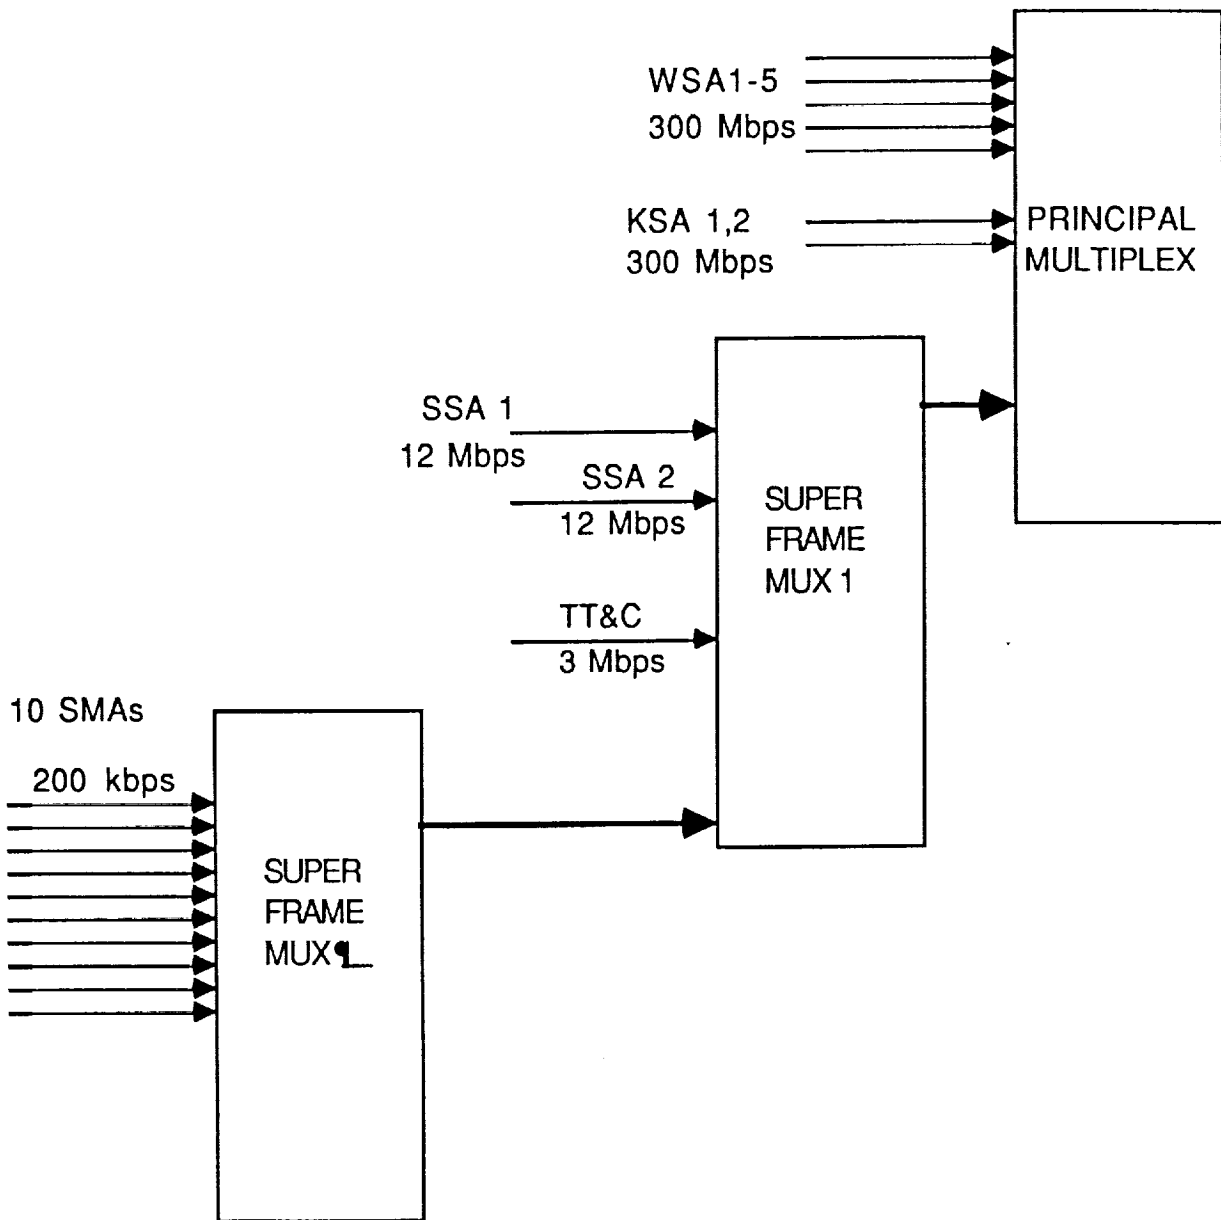 WSA1-5
300 Mbps
KSA 1,2
300 Mbps
PRINCIPAL
MULTIPLEX
SSA 1
12 Mbps
SSA 2
12 Mbps
SUPER
FRAME
MUX 1
TT&C
3 Mbps
10 SMAs
200 kbps
SUPER
FRAME
MUX